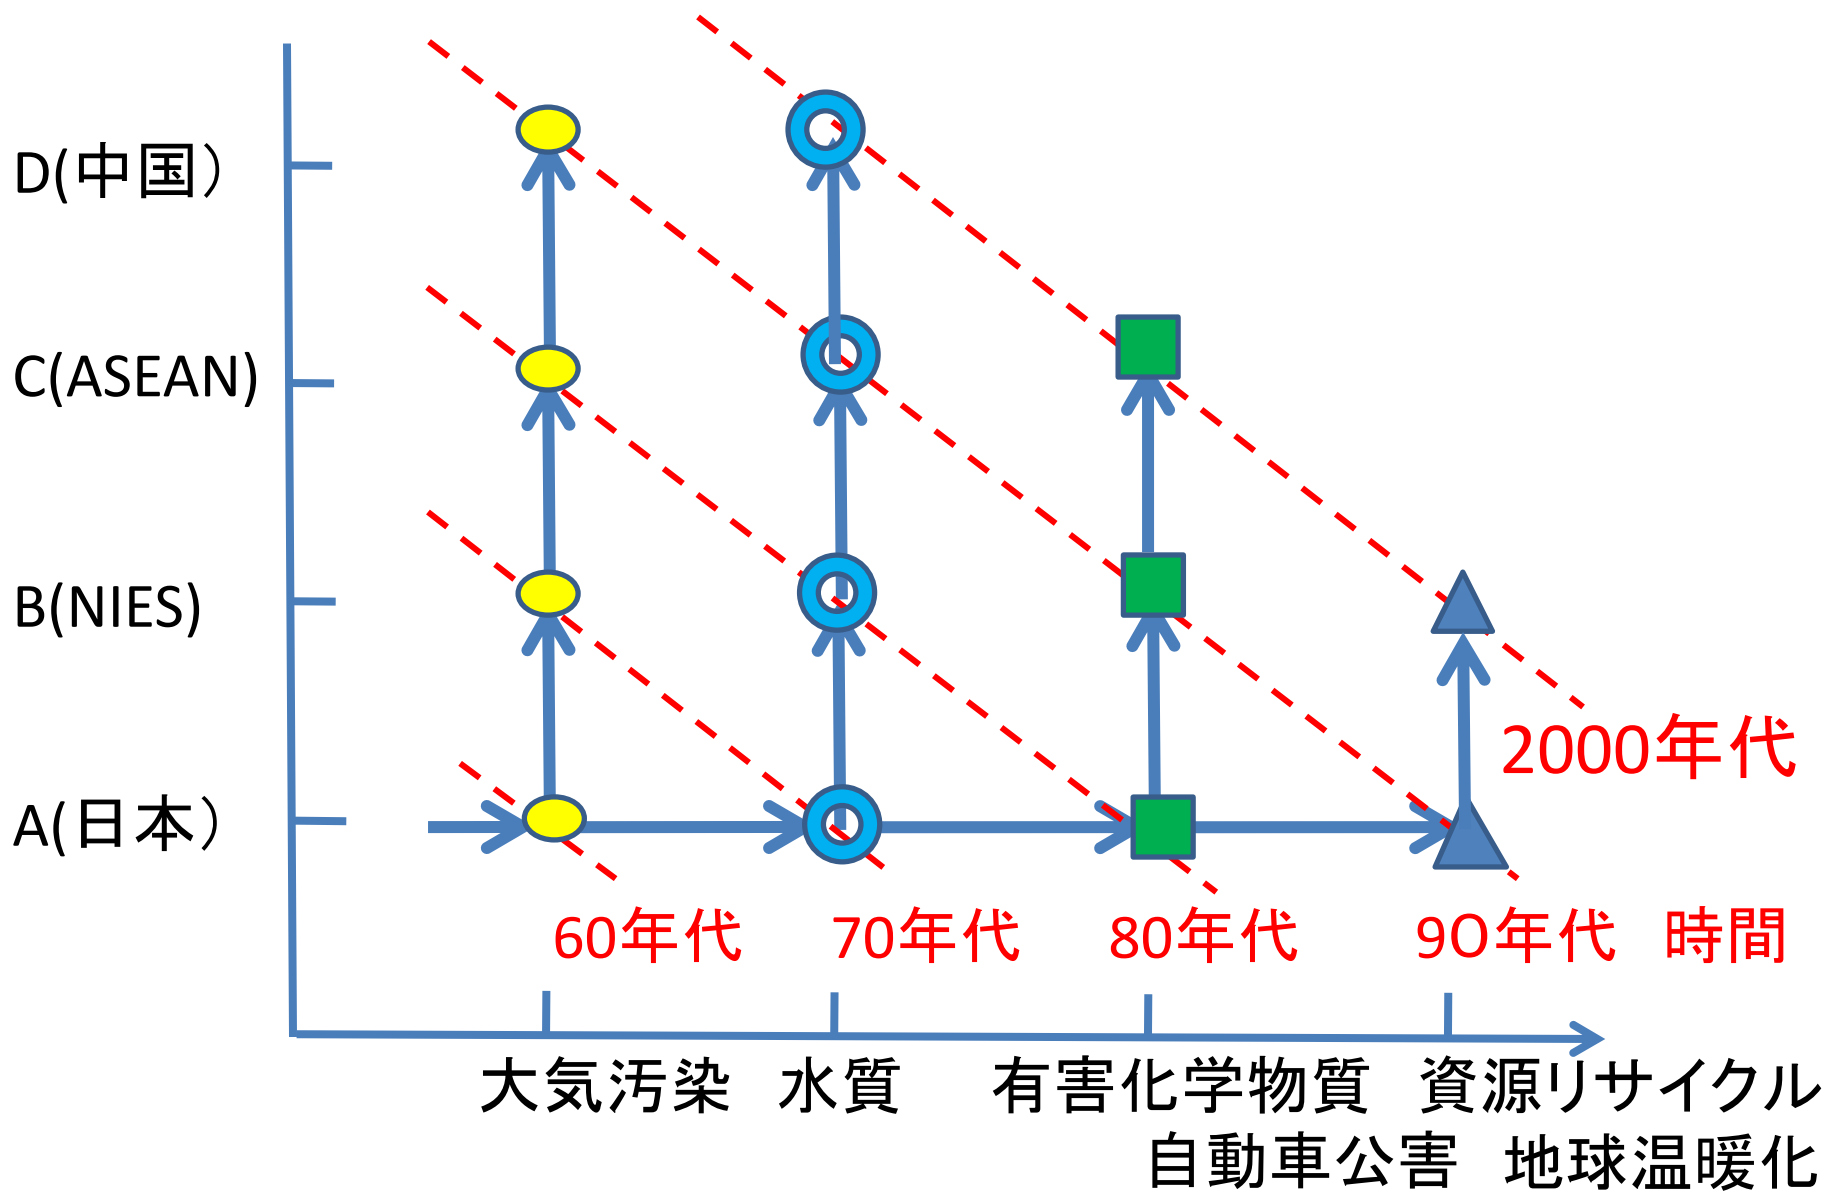 D(中国）
C(ASEAN)
B(NIES)
A(日本）
2000年代
60年代
70年代
80年代
9O年代
時間
大気汚染
水質
有害化学物質
資源リサイクル
自動車公害
地球温暖化